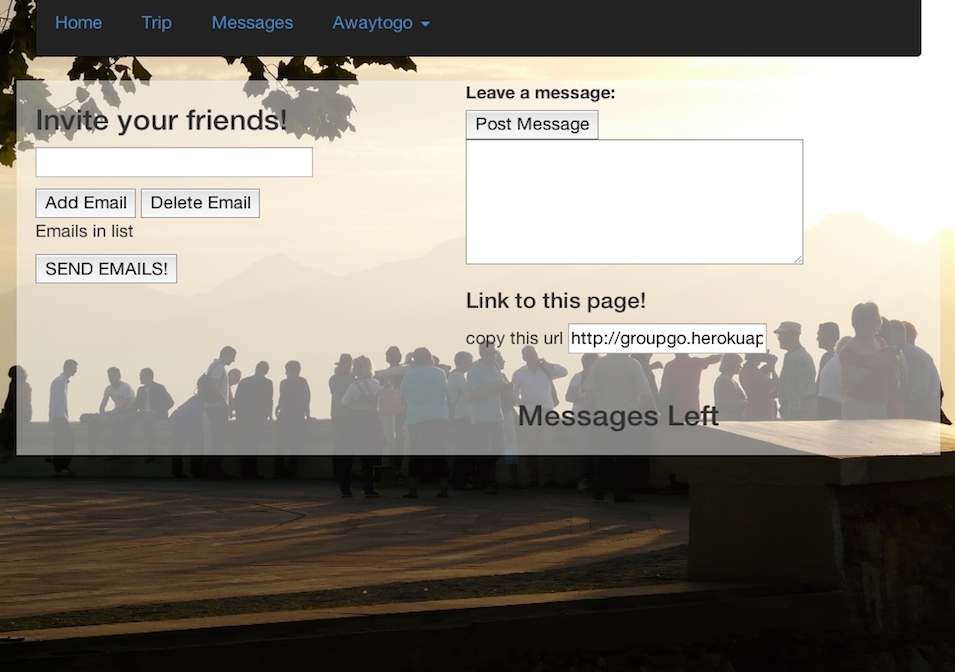 Home Trip Messages Awaytogo
Invite your friends!
Add Email Delete Email
Emails in list
SEND EMAILS!
Leave a message:
Post Message
Link to this page!
copy this url http://groupgo.herokuap
Messages Left